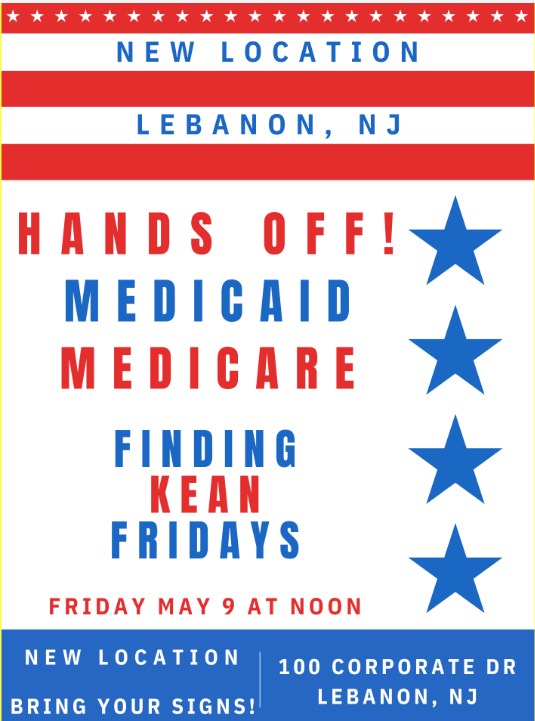 NEW LOCATION
LEBANON, NJ
HANDS OFF!
MEDICAID
MEDICARE
FINDING
KEAN
FRIDAYS
FRIDAY MAY 9 AT NOON
NEW LOCATION
BRING YOUR SIGNS!
100 CORPORATE DR
LEBANON, NJ